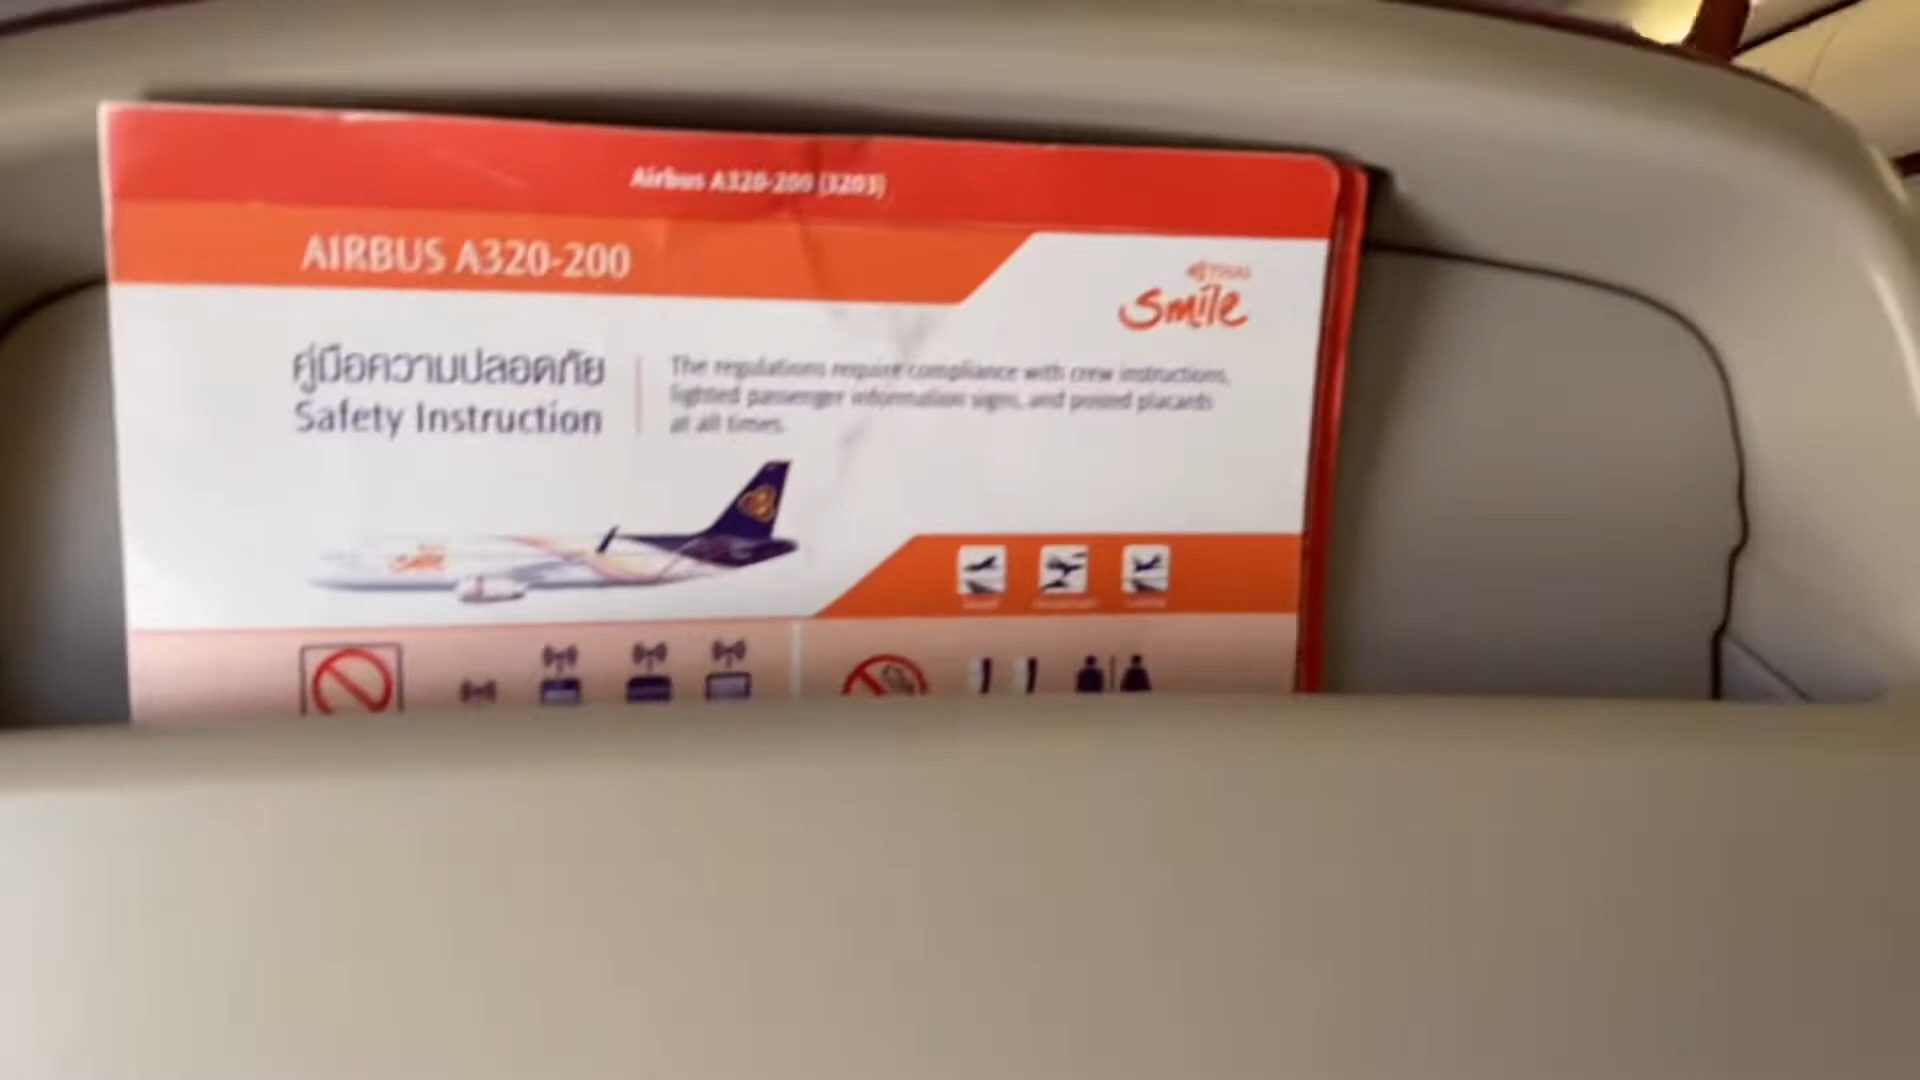 Airbus A320-200 (3203)
AIRBUS A320-200
THAI
Smile
คู่มือความปลอดภัย
Safety Instruction
The regulations require compliance with crew instructions,
lighted passenger information signs, and posted placards
at all times.
Smile